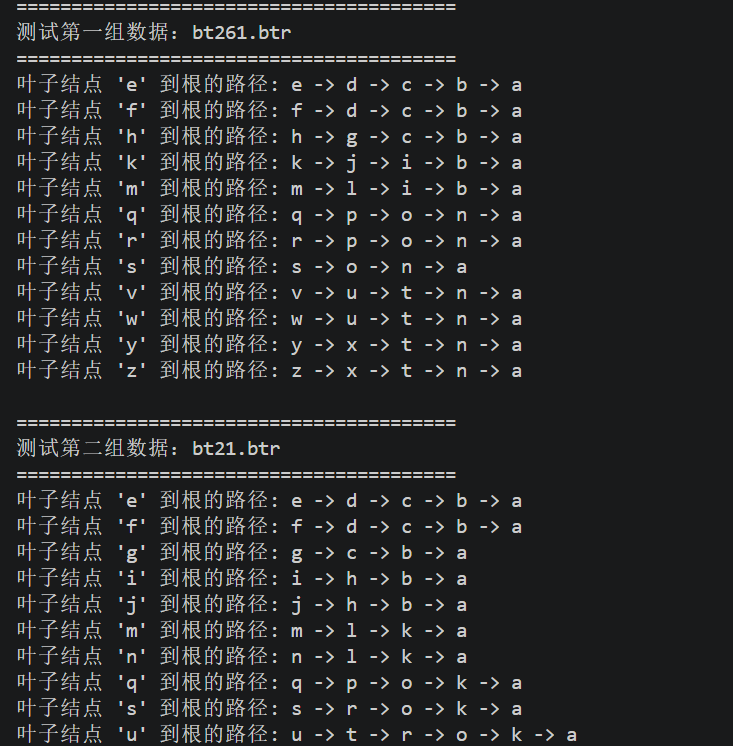 ========================================
测试第一组数据: bt261.btr
========================================
叶子结点 'e' 到根的路径: e -> d -> c -> b -> a
叶子结点 'f' 到根的路径: f -> d -> c -> b -> a
叶子结点 'h' 到根的路径: h -> g -> c -> b -> a
叶子结点 'k' 到根的路径: k -> j -> i -> b -> a
叶子结点 'm' 到根的路径: m -> l -> i -> b -> a
叶子结点 'q' 到根的路径: q -> p -> o -> n -> a
叶子结点 'r' 到根的路径: r -> p -> o -> n -> a
叶子结点 's' 到根的路径: s -> o -> n -> a
叶子结点 'v' 到根的路径: v -> u -> t -> n -> a
叶子结点 'w' 到根的路径: w -> u -> t -> n -> a
叶子结点 'y' 到根的路径: y -> x -> t -> n -> a
叶子结点 'z' 到根的路径: z -> x -> t -> n -> a
========================================
测试第二组数据: bt21.btr
========================================
叶子结点 'e' 到根的路径: e -> d -> c -> b -> a
叶子结点 'f' 到根的路径: f -> d -> c -> b -> a
叶子结点 'g' 到根的路径: g -> c -> b -> a
叶子结点 'i' 到根的路径: i -> h -> b -> a
叶子结点 'j' 到根的路径: j -> h -> b -> a
叶子结点 'm' 到根的路径: m -> l -> k -> a
叶子结点 'n' 到根的路径: n -> l -> k -> a
叶子结点 'q' 到根的路径: q -> p -> o -> k -> a
叶子结点 's' 到根的路径: s -> r -> o -> k -> a
叶子结点 'u' 到根的路径: u -> t -> r -> o -> k -> a